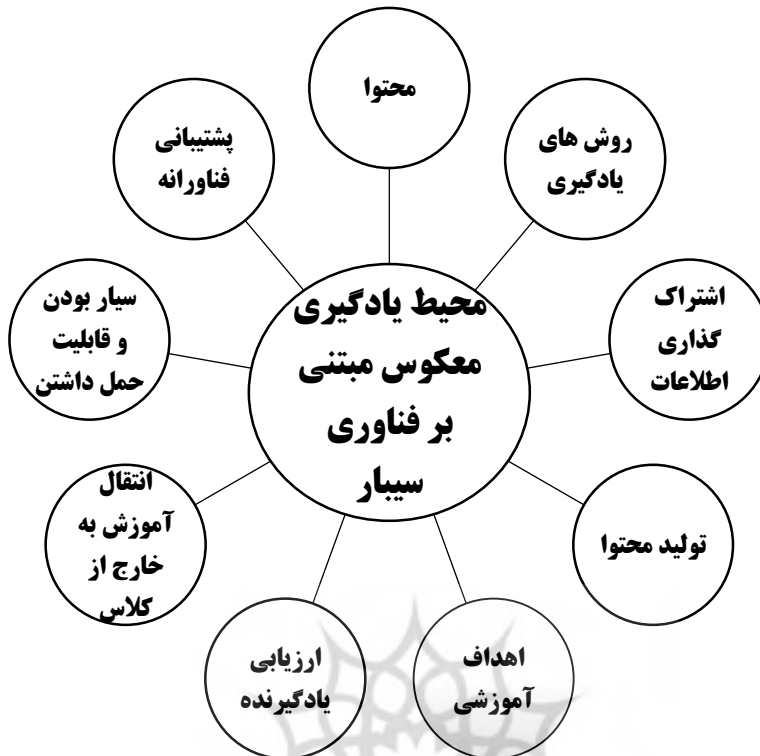 محتوا
روش های
یادگیری
اشتراک
گذاری
اطلاعات
تولید محتوا
اهداف
آموزشی
ارزیابی
یادگیرنده
انتقال
آموزش به
خارج از
کلاس
سیار بودن
و قابلیت
حمل داشتن
پشتیبانی
فناورانه
محیط یادگیری
معکوس مبتنی
بر فناوری
سیبار